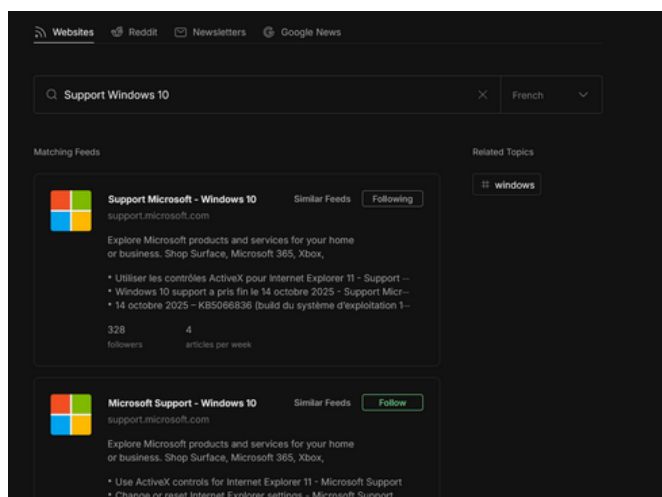 Websites Reddit Newsletters Google News
Support Windows 10 French
Matching Feeds Related Topics
Support Microsoft - Windows 10 Similar Feeds Following # windows
support.microsoft.com
Explore Microsoft products and services for your home
or business. Shop Surface, Microsoft 365, Xbox,
• Utiliser les contrôles ActiveX pour Internet Explorer 11 - Support ...
• Windows 10 support a pris fin le 14 octobre 2025 - Support Micr...
• 14 octobre 2025 – KB5066836 (build du système d'exploitation 1...
328 4
followers articles per week
Microsoft Support - Windows 10 Similar Feeds Follow
support.microsoft.com
Explore Microsoft products and services for your home
or business. Shop Surface, Microsoft 365, Xbox,
• Use ActiveX controls for Internet Explorer 11 - Microsoft Support
• Change or reset Internet Explorer settings - Microsoft Support